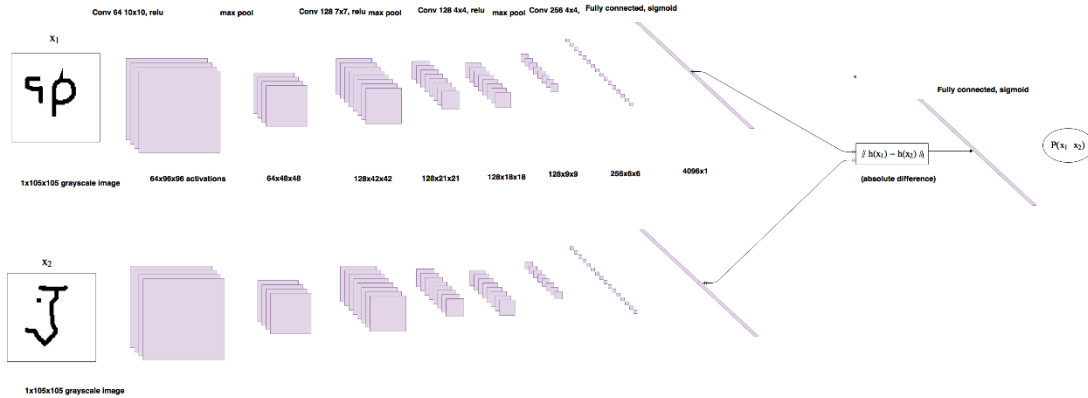 Conv 64 10x10, relu
max pool
Conv 128 7x7, relu
max pool
Conv 128 4x4, relu
max pool
Conv 256 4x4,
Fully connected, sigmoid
x1
Fully connected, sigmoid
P(x1 x2)
|| h(x1) − h(x2) ||1
(absolute difference)
1x105x105 grayscale image
64x96x96 activations
64x48x48
128x42x42
128x21x21
128x18x18
128x9x9
256x6x6
4096x1
x2
1x105x105 grayscale image